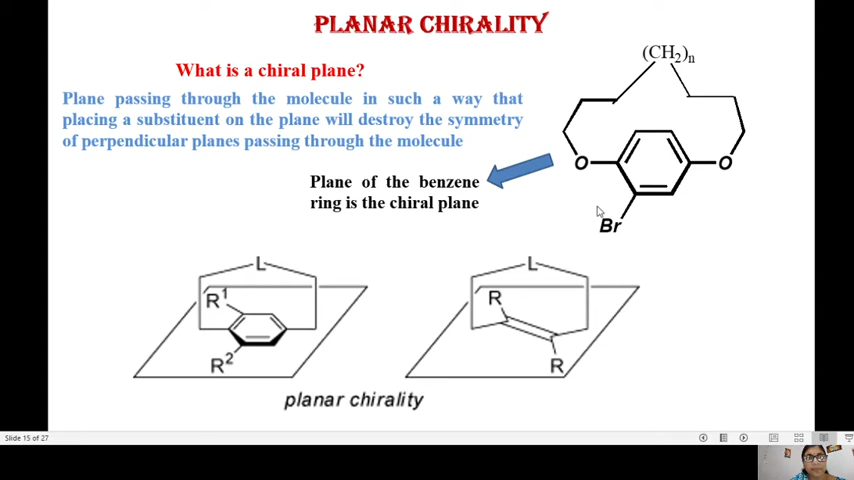 PLANAR CHIRALITY
What is a chiral plane?
Plane passing through the molecule in such a way that
placing a substituent on the plane will destroy the symmetry
of perpendicular planes passing through the molecule
(CH₂)ₙ
O
O
Br
Plane of the benzene
ring is the chiral plane
L
R¹
R²
L
R
R
planar chirality
Slide 15 of 27